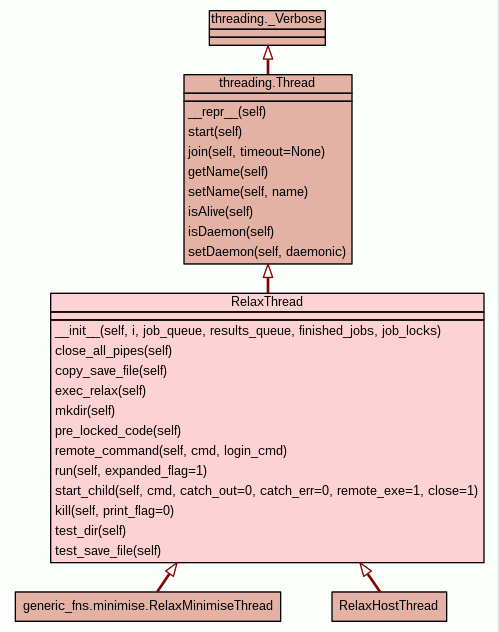 threading._Verbose
threading.Thread
__repr__(self)
start(self)
join(self, timeout=None)
getName(self)
setName(self, name)
isAlive(self)
isDaemon(self)
setDaemon(self, daemonic)
RelaxThread
__init__(self, i, job_queue, results_queue, finished_jobs, job_locks)
close_all_pipes(self)
copy_save_file(self)
exec_relax(self)
mkdir(self)
pre_locked_code(self)
remote_command(self, cmd, login_cmd)
run(self, expanded_flag=1)
start_child(self, cmd, catch_out=0, catch_err=0, remote_exe=1, close=1)
kill(self, print_flag=0)
test_dir(self)
test_save_file(self)
generic_fns.minimise.RelaxMinimiseThread
RelaxHostThread